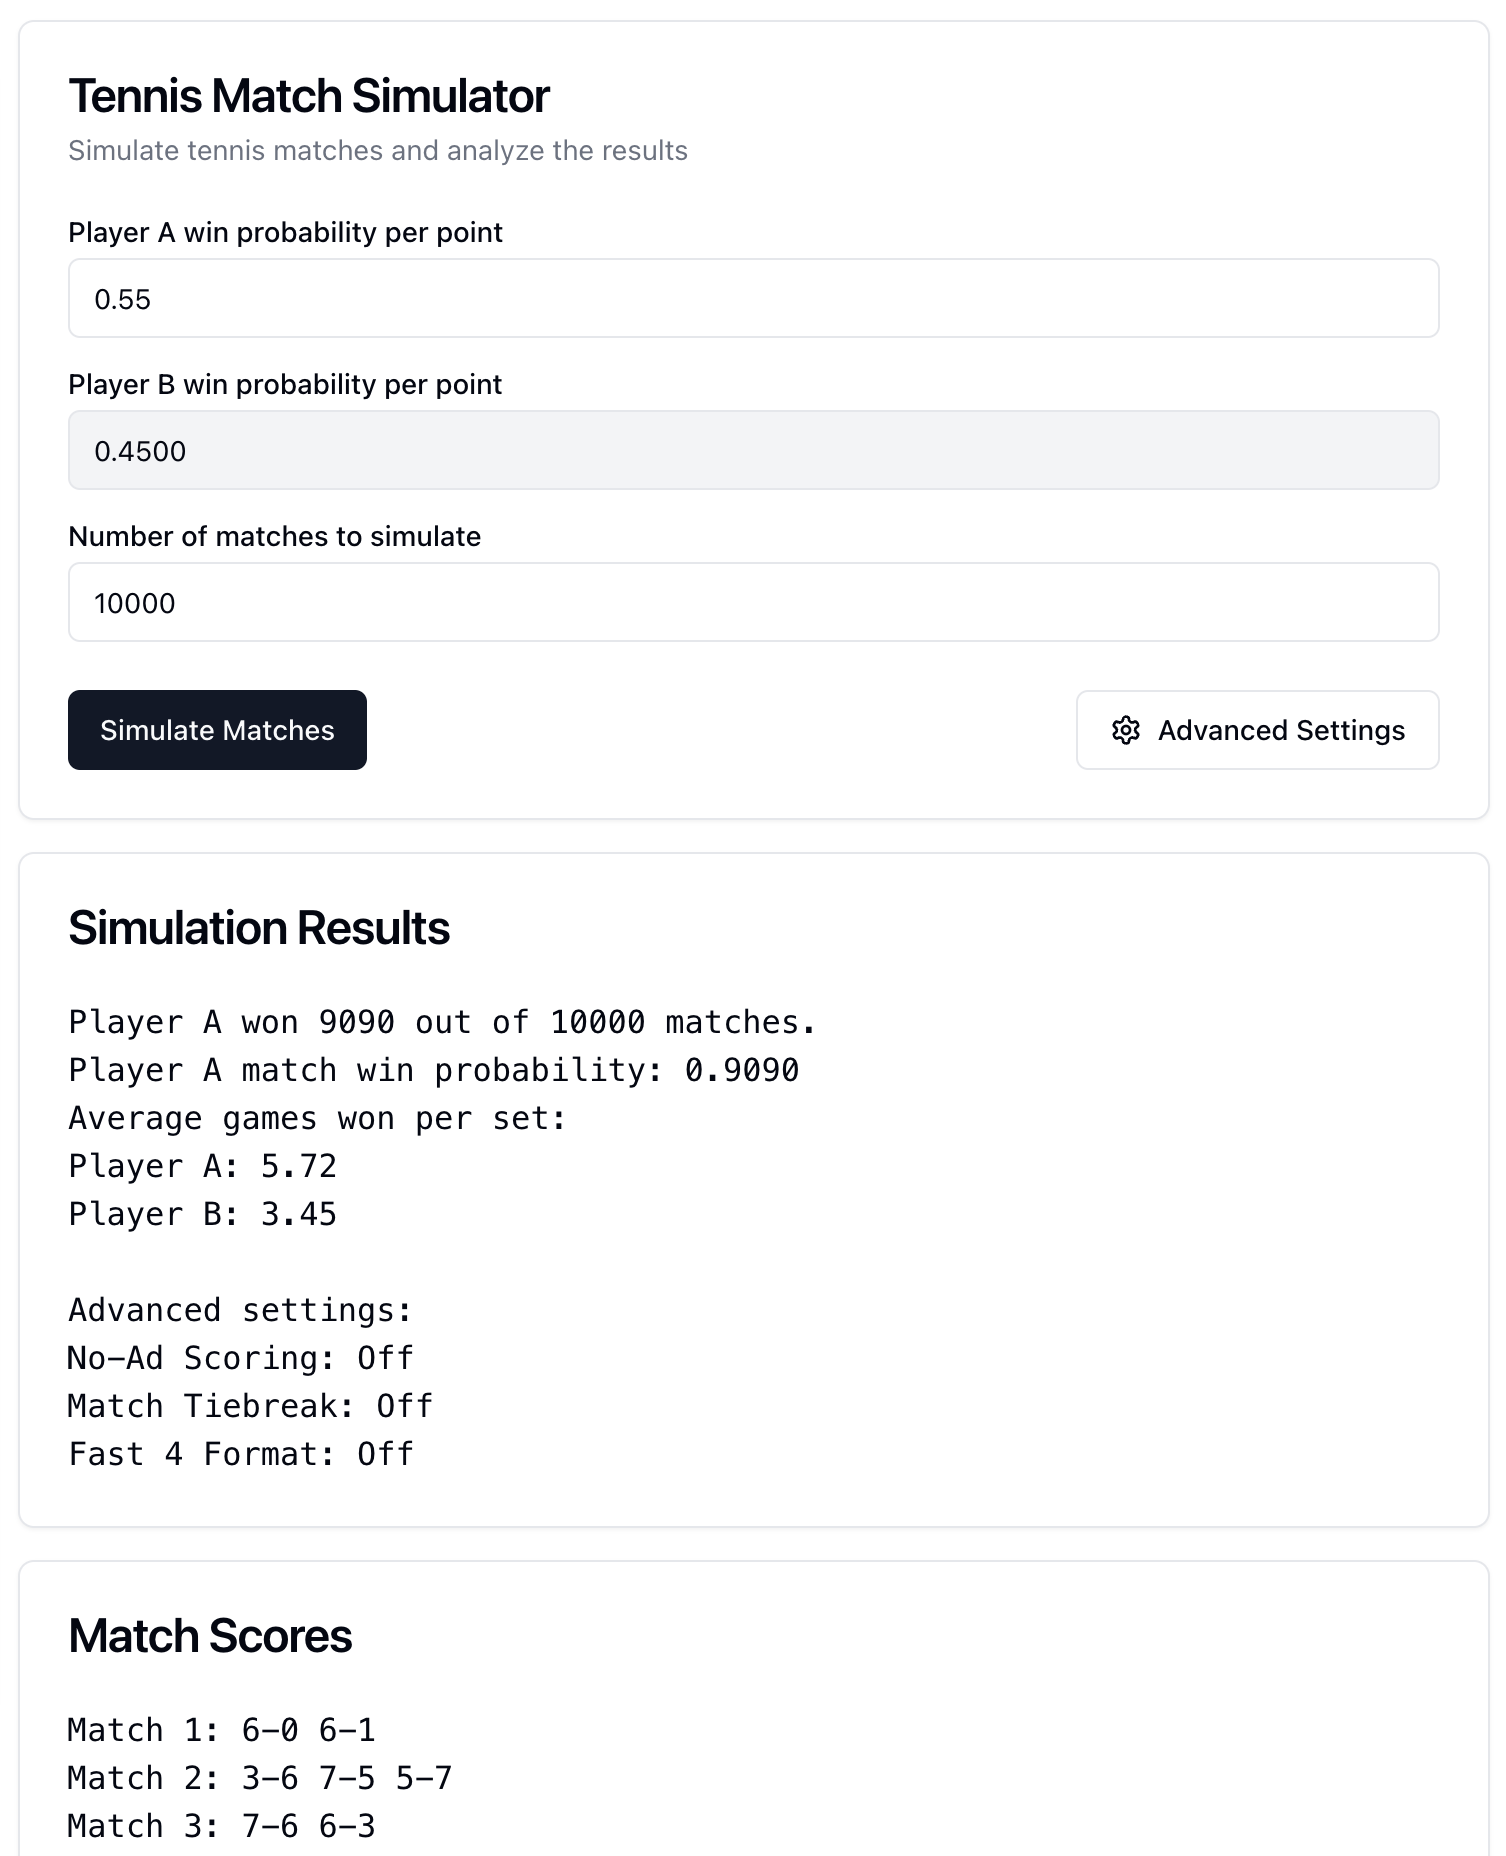 Tennis Match Simulator
Simulate tennis matches and analyze the results
Player A win probability per point
0.55
Player B win probability per point
0.4500
Number of matches to simulate
10000
Simulate Matches
Advanced Settings
Simulation Results
Player A won 9090 out of 10000 matches.
Player A match win probability: 0.9090
Average games won per set:
Player A: 5.72
Player B: 3.45
Advanced settings:
No-Ad Scoring: Off
Match Tiebreak: Off
Fast 4 Format: Off
Match Scores
Match 1: 6-0 6-1
Match 2: 3-6 7-5 5-7
Match 3: 7-6 6-3